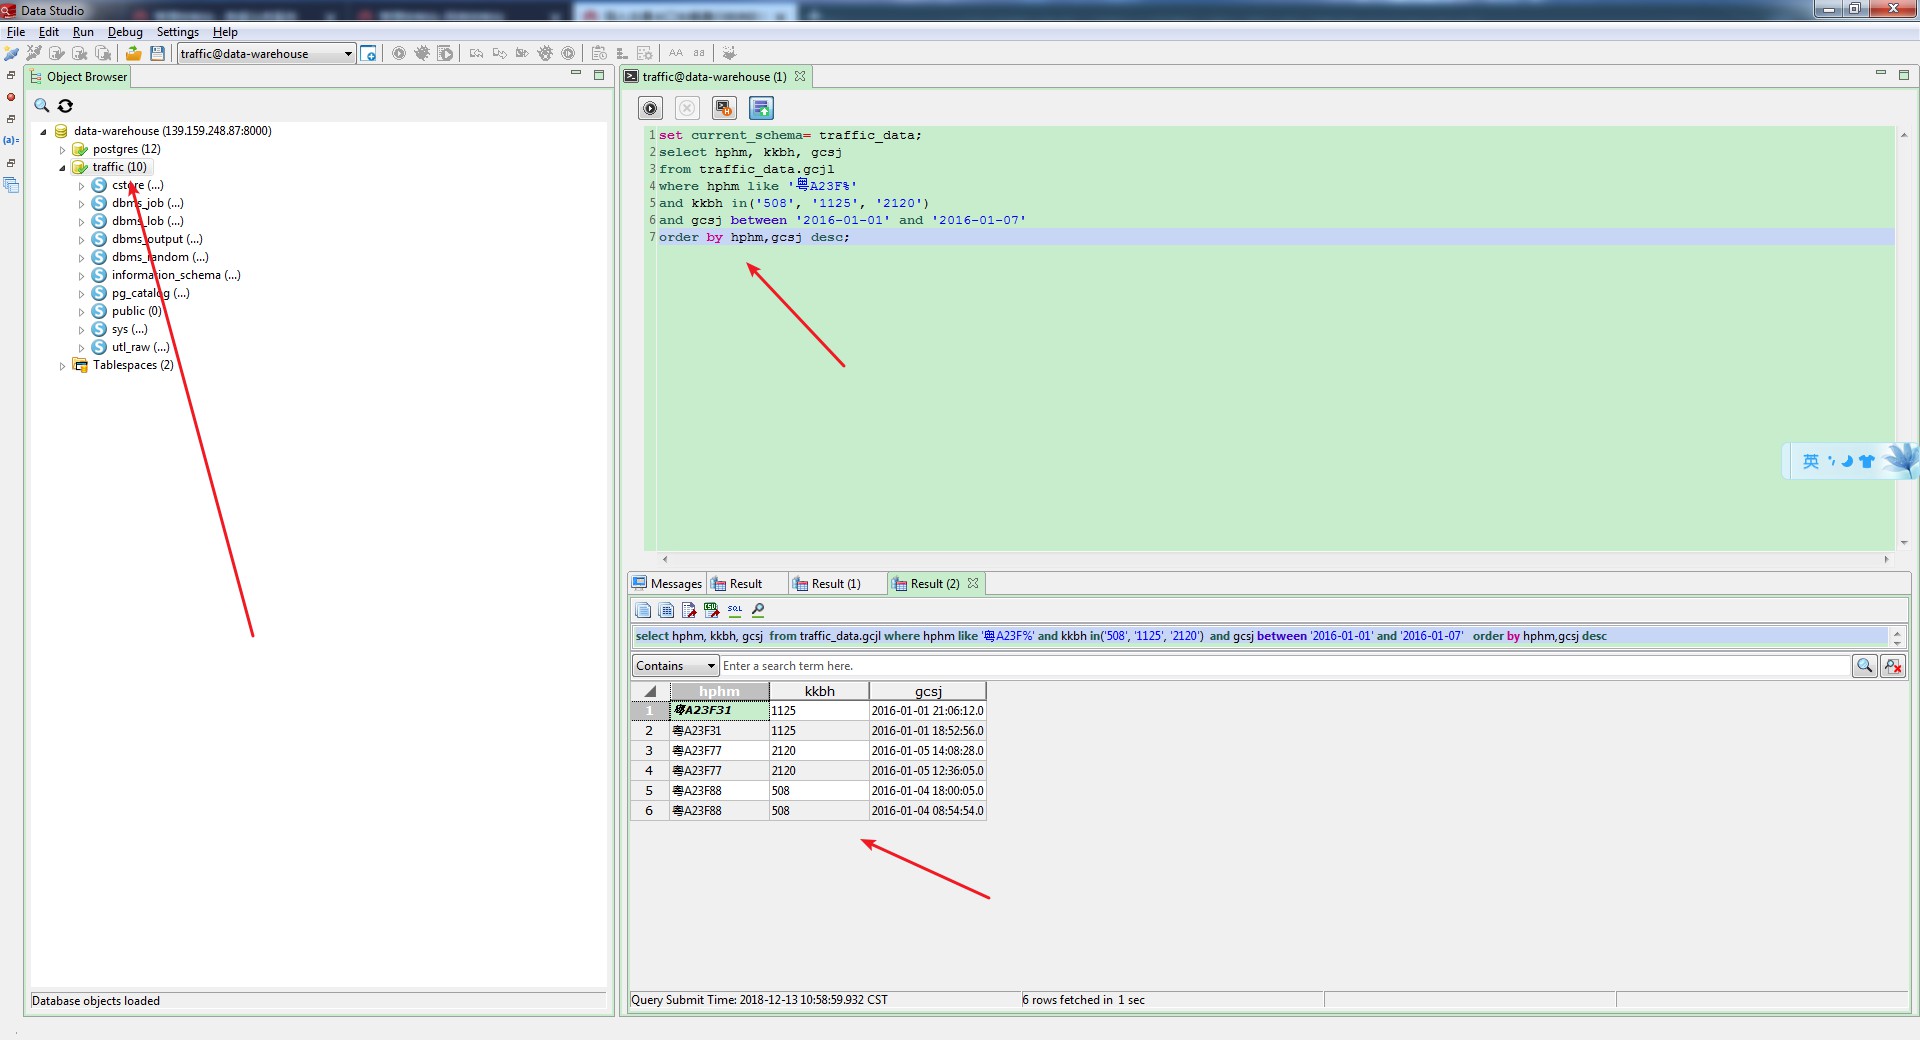 Data Studio
File Edit Run Debug Settings Help
traffic@data-warehouse
Object Browser
data-warehouse (139.159.248.87:8000)
postgres (12)
traffic (10)
cstore (...)
dbms_job (...)
dbms_lob (...)
dbms_output (...)
dbms_random (...)
information_schema (...)
pg_catalog (...)
public (0)
sys (...)
utl_raw (...)
Tablespaces (2)
Database objects loaded
traffic@data-warehouse (1)
1 set current_schema= traffic_data;
2 select hphm, kkbh, gcsj
3 from traffic_data.gcjl
4 where hphm like '粤A23F%'
5 and kkbh in('508', '1125', '2120')
6 and gcsj between '2016-01-01' and '2016-01-07'
7 order by hphm,gcsj desc;
英
Messages Result Result (1) Result (2)
select hphm, kkbh, gcsj from traffic_data.gcjl where hphm like '粤A23F%' and kkbh in('508', '1125', '2120') and gcsj between '2016-01-01' and '2016-01-07' order by hphm,gcsj desc
Contains Enter a search term here.
hphm kkbh gcsj
1 粤A23F31 1125 2016-01-01 21:06:12.0
2 粤A23F31 1125 2016-01-01 18:52:56.0
3 粤A23F77 2120 2016-01-05 14:08:28.0
4 粤A23F77 2120 2016-01-05 12:36:05.0
5 粤A23F88 508 2016-01-04 18:00:05.0
6 粤A23F88 508 2016-01-04 08:54:54.0
Query Submit Time: 2018-12-13 10:58:59.932 CST 6 rows fetched in 1 sec